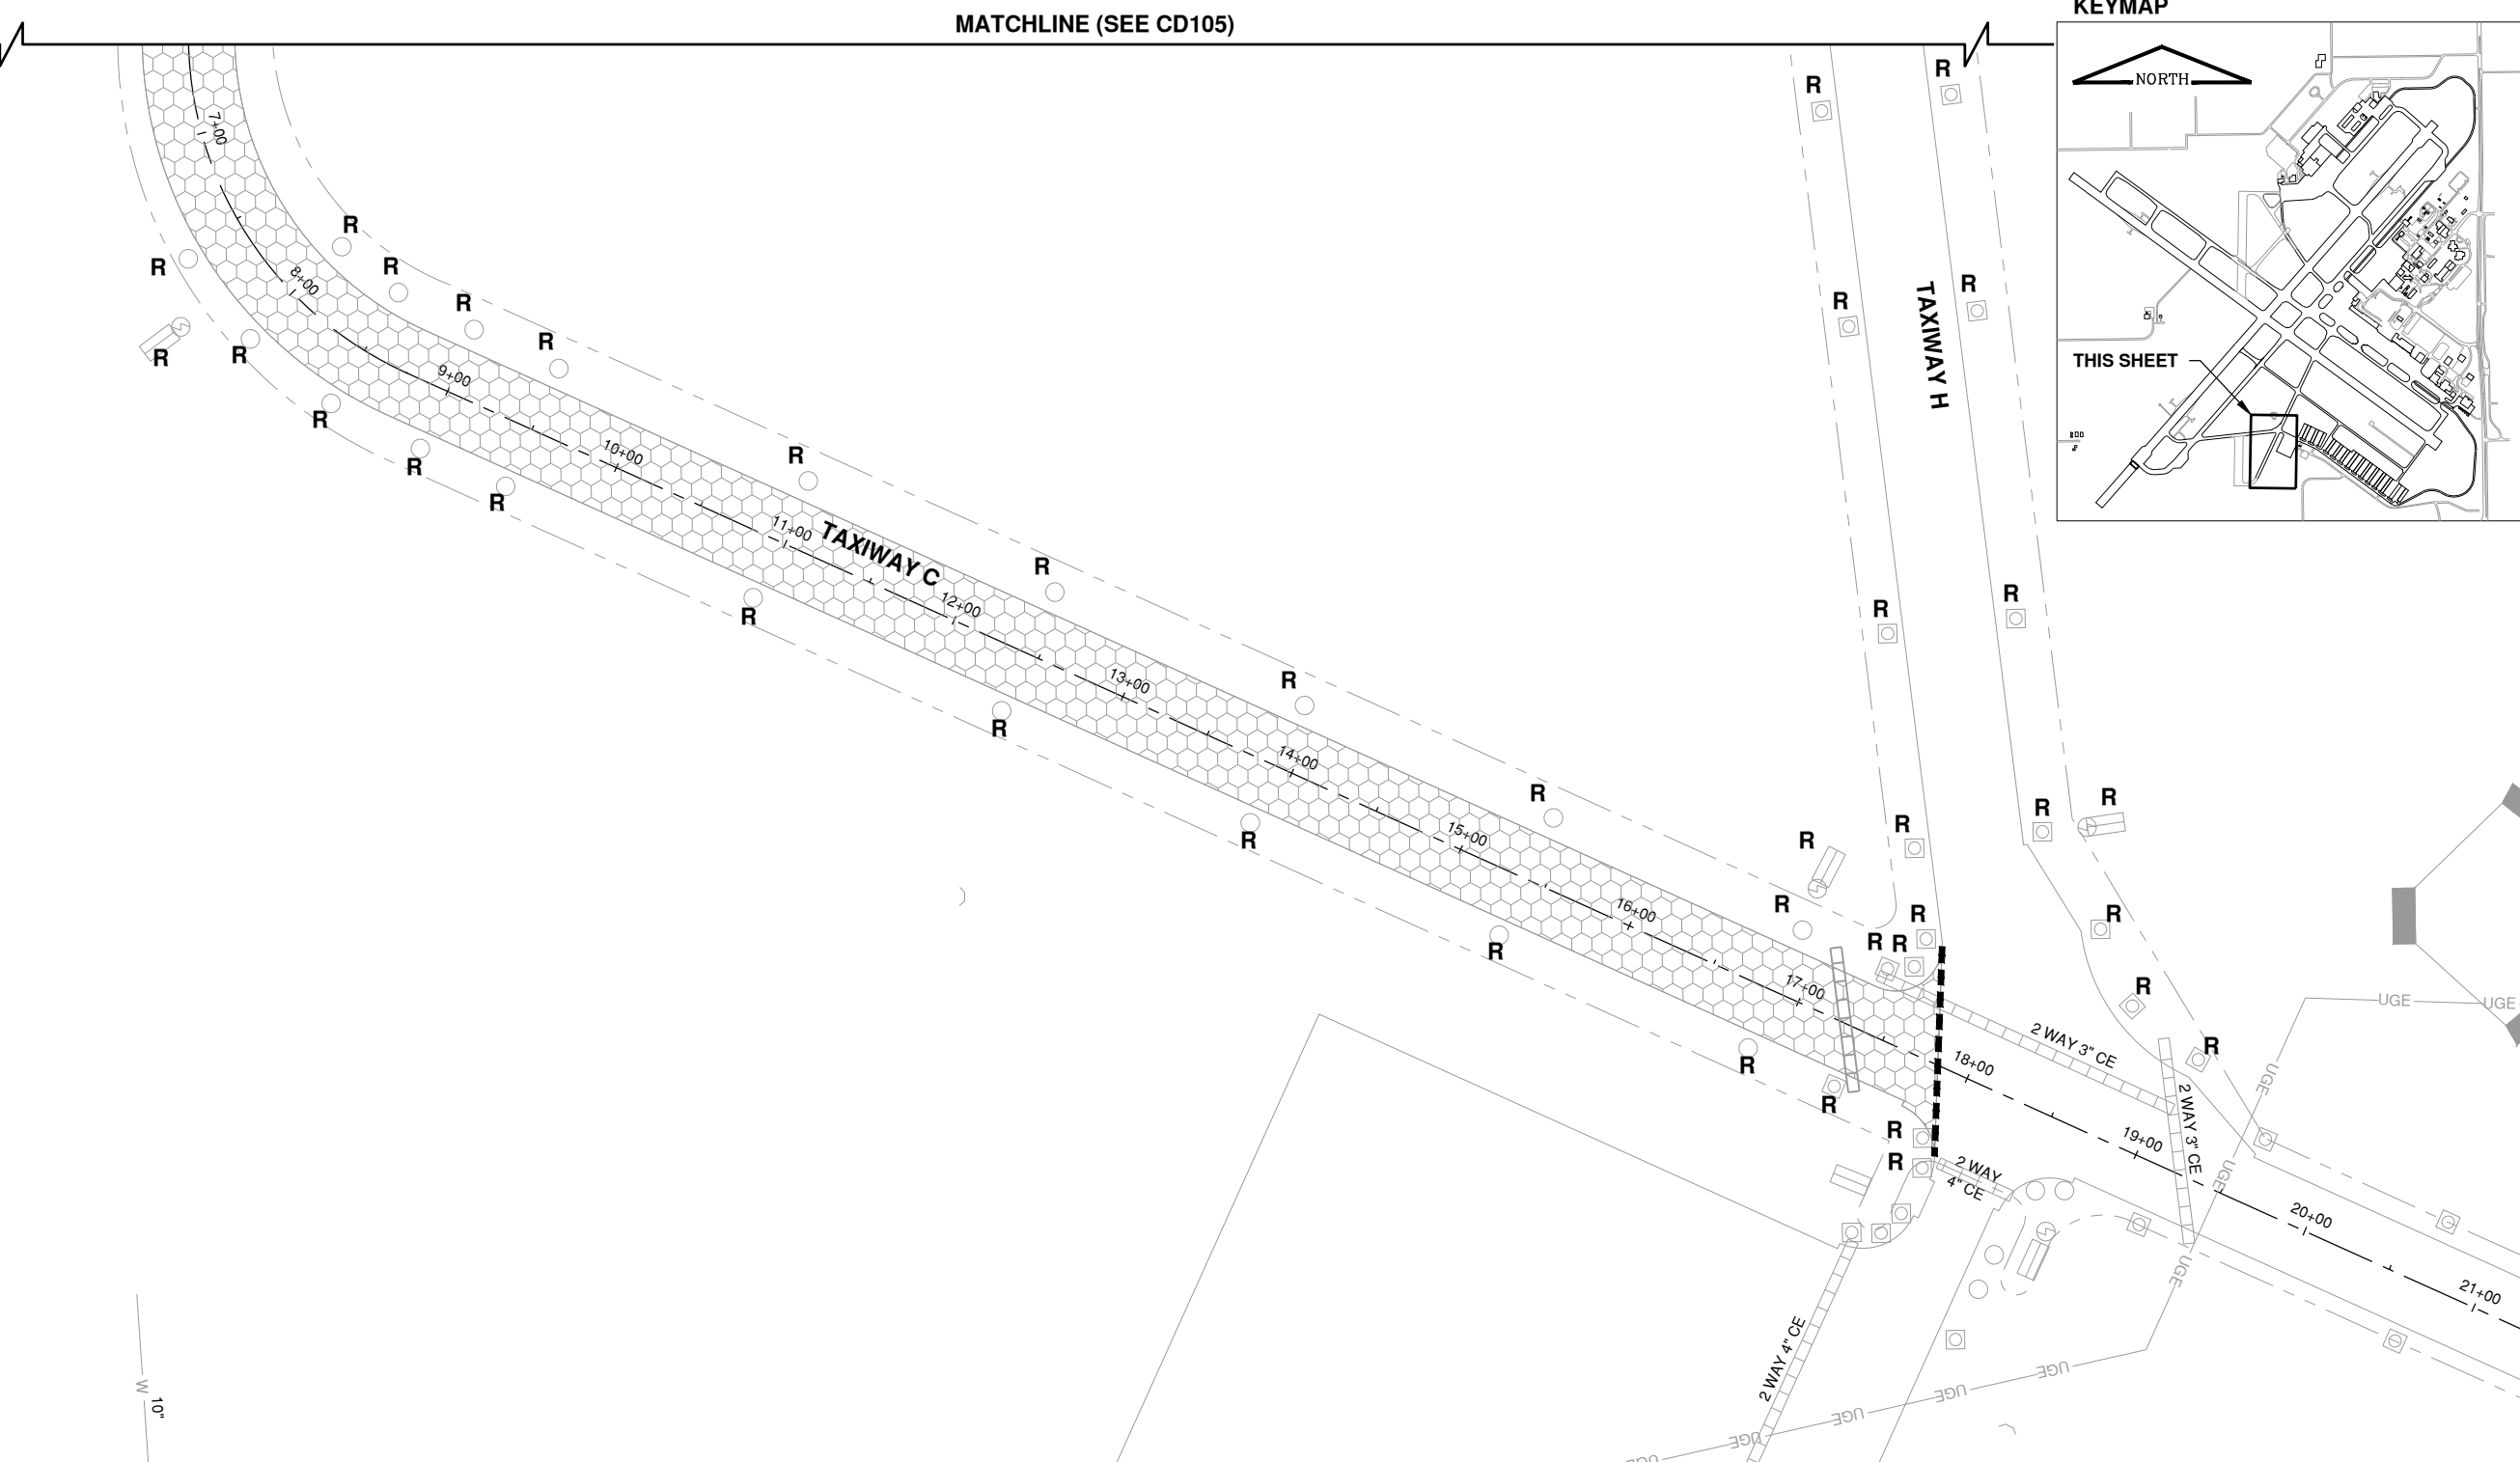 MATCHLINE (SEE CD105)
KEYMAP
NORTH
THIS SHEET
R
R
7+00
R
R
R
8+00
R
R
R
TAXIWAY H
R
R
R
R
9+00
R
R
10+00
R
R
11+00
TAXIWAY C
R
12+00
R
R
R
13+00
R
R
14+00
R
R
R
R
15+00
R
R
R
16+00
R
R
R
R
R
R
17+00
R
UGE
UGE
2 WAY 3" CE
R
R
18+00
UGE
R
R
2 WAY 3" CE
19+00
R
2 WAY
4" CE
UGE
20+00
UGE
21+00
2 WAY 4" CE
UGE
UGE
UGE
UGE
UGE
W
10"